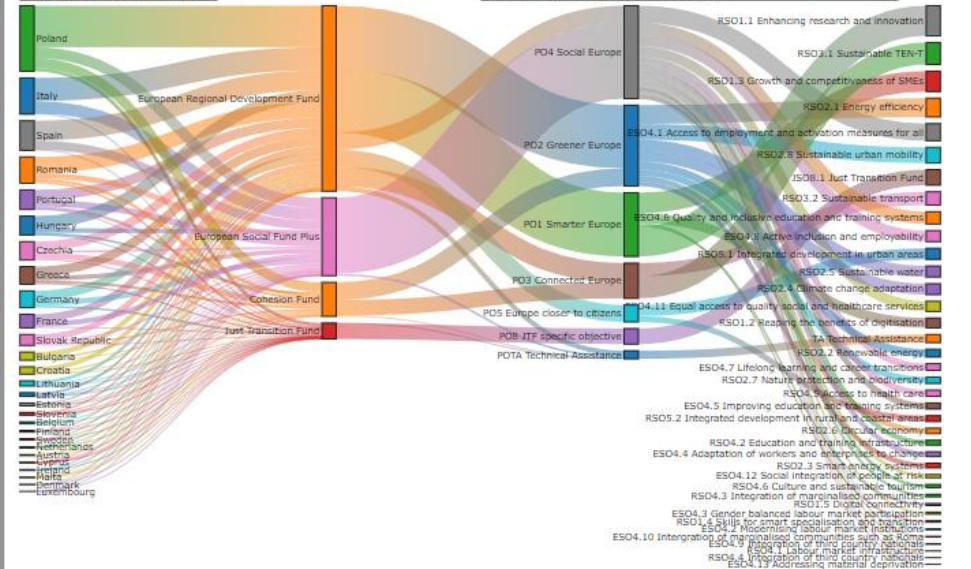 Poland
Italy
Spain
Romania
Portugal
Hungary
Czechia
Greece
Germany
France
Slovak Republic
Bulgaria
Croatia
Lithuania
Latvia
Estonia
Slovenia
Belgium
Finland
Sweden
Netherlands
Austria
Cyprus
Ireland
Malta
Denmark
Luxembourg
European Regional Development Fund
European Social Fund Plus
Cohesion Fund
Just Transition Fund
PO4 Social Europe
PO2 Greener Europe
PO1 Smarter Europe
PO3 Connected Europe
PO5 Europe closer to citizens
PO8 JTF specific objective
POTA Technical Assistance
RSO1.1 Enhancing research and innovation
RSO3.1 Sustainable TEN-T
RSO1.3 Growth and competitiveness of SMEs
RSO2.1 Energy efficiency
ESO4.1 Access to employment and activation measures for all
RSO2.8 Sustainable urban mobility
JSO8.1 Just Transition Fund
RSO3.2 Sustainable transport
ESO4.6 Quality and inclusive education and training systems
ESO4.8 Active inclusion and employability
RSO5.1 Integrated development in urban areas
RSO2.5 Sustainable water
RSO2.4 Climate change adaptation
ESO4.11 Equal access to quality social and healthcare services
RSO1.2 Reaping the benefits of digitisation
TA Technical Assistance
RSO2.2 Renewable energy
ESO4.7 Lifelong learning and career transitions
RSO2.7 Nature protection and biodiversity
RSO4.5 Access to health care
ESO4.5 Improving education and training systems
RSO5.2 Integrated development in rural and coastal areas
RSO2.6 Circular economy
RSO4.2 Education and training infrastructure
ESO4.4 Adaptation of workers and enterprises to change
RSO2.3 Smart energy systems
ESO4.12 Social integration of people at risk
RSO4.6 Culture and sustainable tourism
RSO4.3 Integration of marginalised communities
RSO1.5 Digital connectivity
ESO4.3 Gender balanced labour market participation
RSO1.4 Skills for smart specialisation and transition
ESO4.2 Modernising labour market institutions
ESO4.10 Intergration of marginalised communities such as Roma
ESO4.9 Integration of third country nationals
RSO4.1 Labour market infrastructure
RSO4.4 Integration of third country nationals
ESO4.13 Addressing material deprivation